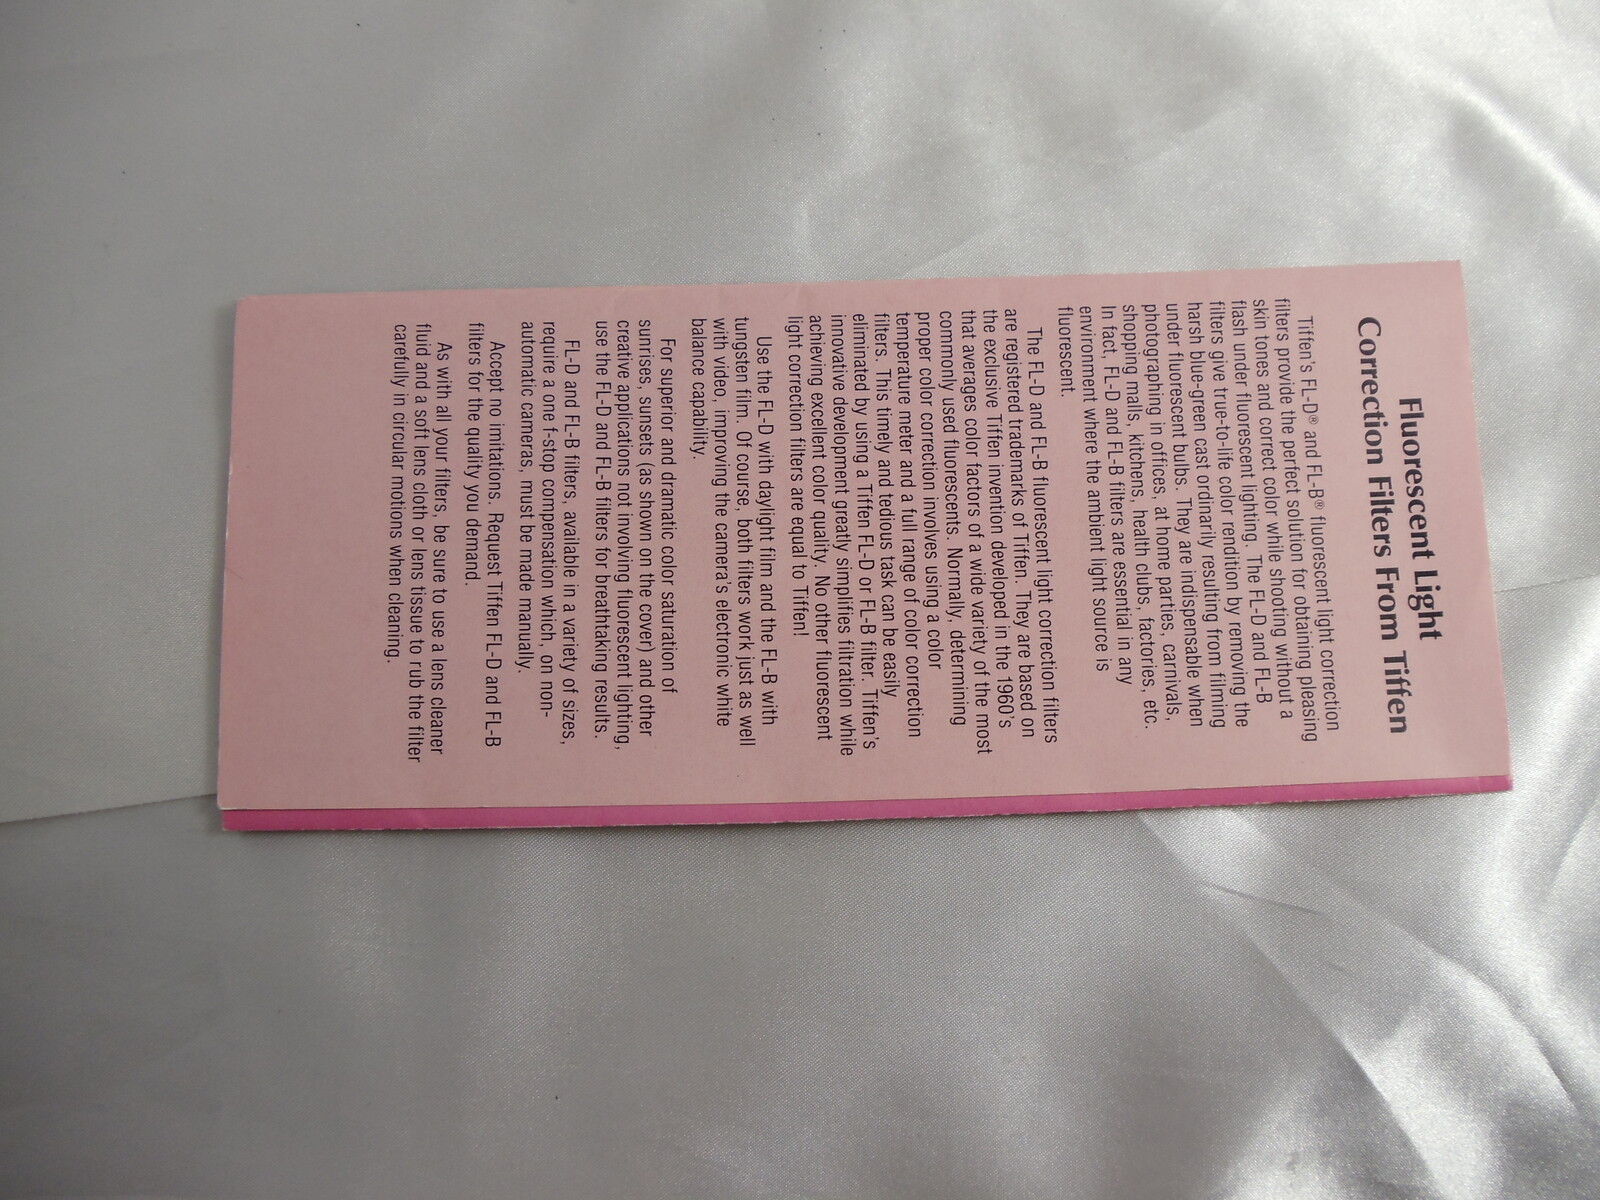 Fluorescent Light
Correction Filters From Tiffen
Tiffen's FL-D® and FL-B® fluorescent light correction
filters provide the perfect solution for obtaining pleasing
skin tones and correct color while shooting without a
flash under fluorescent lighting. The FL-D and FL-B
filters give true-to-life color rendition by removing the
harsh blue-green cast ordinarily resulting from filming
under fluorescent bulbs. They are indispensable when
photographing in offices, at home parties, carnivals,
shopping malls, kitchens, health clubs, factories, etc.
In fact, FL-D and FL-B filters are essential in any
environment where the ambient light source is
fluorescent.
The FL-D and FL-B fluorescent light correction filters
are registered trademarks of Tiffen. They are based on
the exclusive Tiffen invention developed in the 1960's
that averages color factors of a wide variety of the most
commonly used fluorescents. Normally, determining
proper color correction involves using a color
temperature meter and a full range of color correction
filters. This timely and tedious task can be easily
eliminated by using a Tiffen FL-D or FL-B filter. Tiffen's
innovative development greatly simplifies filtration while
achieving excellent color quality. No other fluorescent
light correction filters are equal to Tiffen!
Use the FL-D with daylight film and the FL-B with
tungsten film. Of course, both filters work just as well
with video, improving the camera's electronic white
balance capability.
For superior and dramatic color saturation of
sunrises, sunsets (as shown on the cover) and other
creative applications not involving fluorescent lighting,
use the FL-D and FL-B filters for breathtaking results.
FL-D and FL-B filters, available in a variety of sizes,
require a one f-stop compensation which, on non-
automatic cameras, must be made manually.
Accept no imitations. Request Tiffen FL-D and FL-B
filters for the quality you demand.
As with all your filters, be sure to use a lens cleaner
fluid and a soft lens cloth or lens tissue to rub the filter
carefully in circular motions when cleaning.